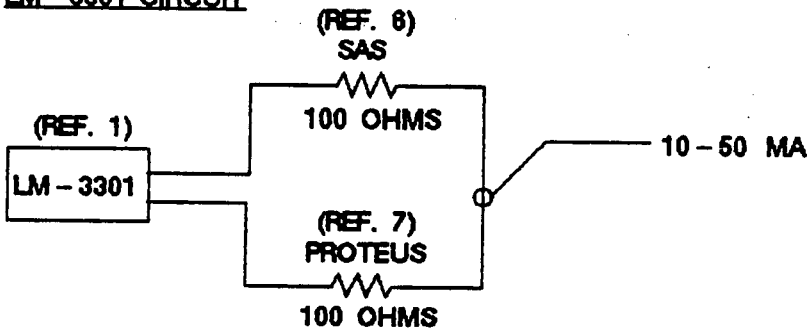 (REF. 6)
SAS
100 OHMS
(REF. 1)
LM – 3301
10 – 50 MA
(REF. 7)
PROTEUS
100 OHMS